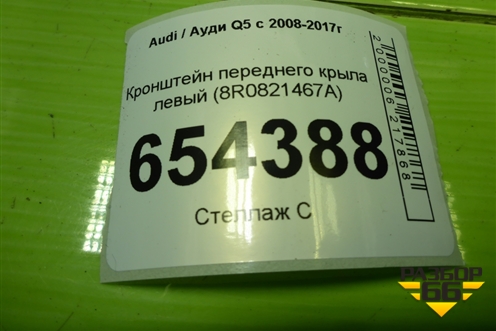 Audi / Ауди Q5 с 2008-2017г
Кронштейн переднего крыла
левый (8R0821467A)
654388
Стеллаж С
2000006217868
РАЗБОР
66